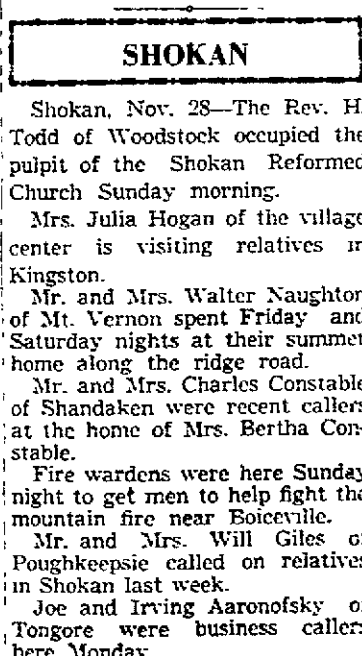 SHOKAN
Shokan, Nov. 28—The Rev. H.
Todd of Woodstock occupied the
pulpit of the Shokan Reformed
Church Sunday morning.
Mrs. Julia Hogan of the village
center is visiting relatives in
Kingston.
Mr. and Mrs. Walter Naughton
of Mt. Vernon spent Friday and
Saturday nights at their summer
home along the ridge road.
Mr. and Mrs. Charles Constable
of Shandaken were recent callers
at the home of Mrs. Bertha Con-
stable.
Fire wardens were here Sunday
night to get men to help fight the
mountain fire near Boiceville.
Mr. and Mrs. Will Giles of
Poughkeepsie called on relatives
in Shokan last week.
Joe and Irving Aaronofsky of
Tongore were business callers
here Monday